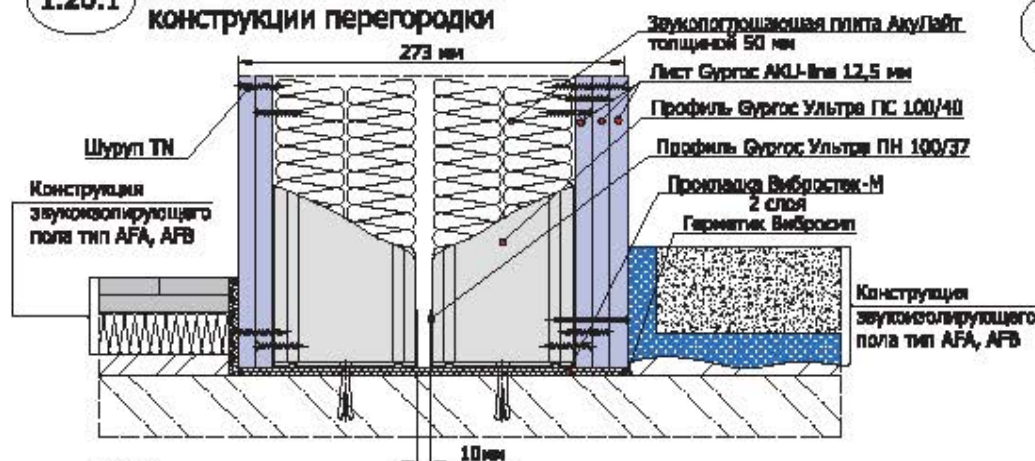 1.20.1
конструкции перегородки
273 мм
Звукопоглощающая плита АкуЛайт
толщиной 50 мм
Лист Gyproc AKU-line 12,5 мм
Профиль Gyproc Ультра ПС 100/40
Шуруп TN
Профиль Gyproc Ультра ПН 100/37
Конструкция
звукоизолирующего
пола тип AFA, AFB
Прокладка Вибростек-М
2 слоя
Герметик Вибросил
Конструкция
звукоизолирующего
пола тип AFA, AFB
10мм